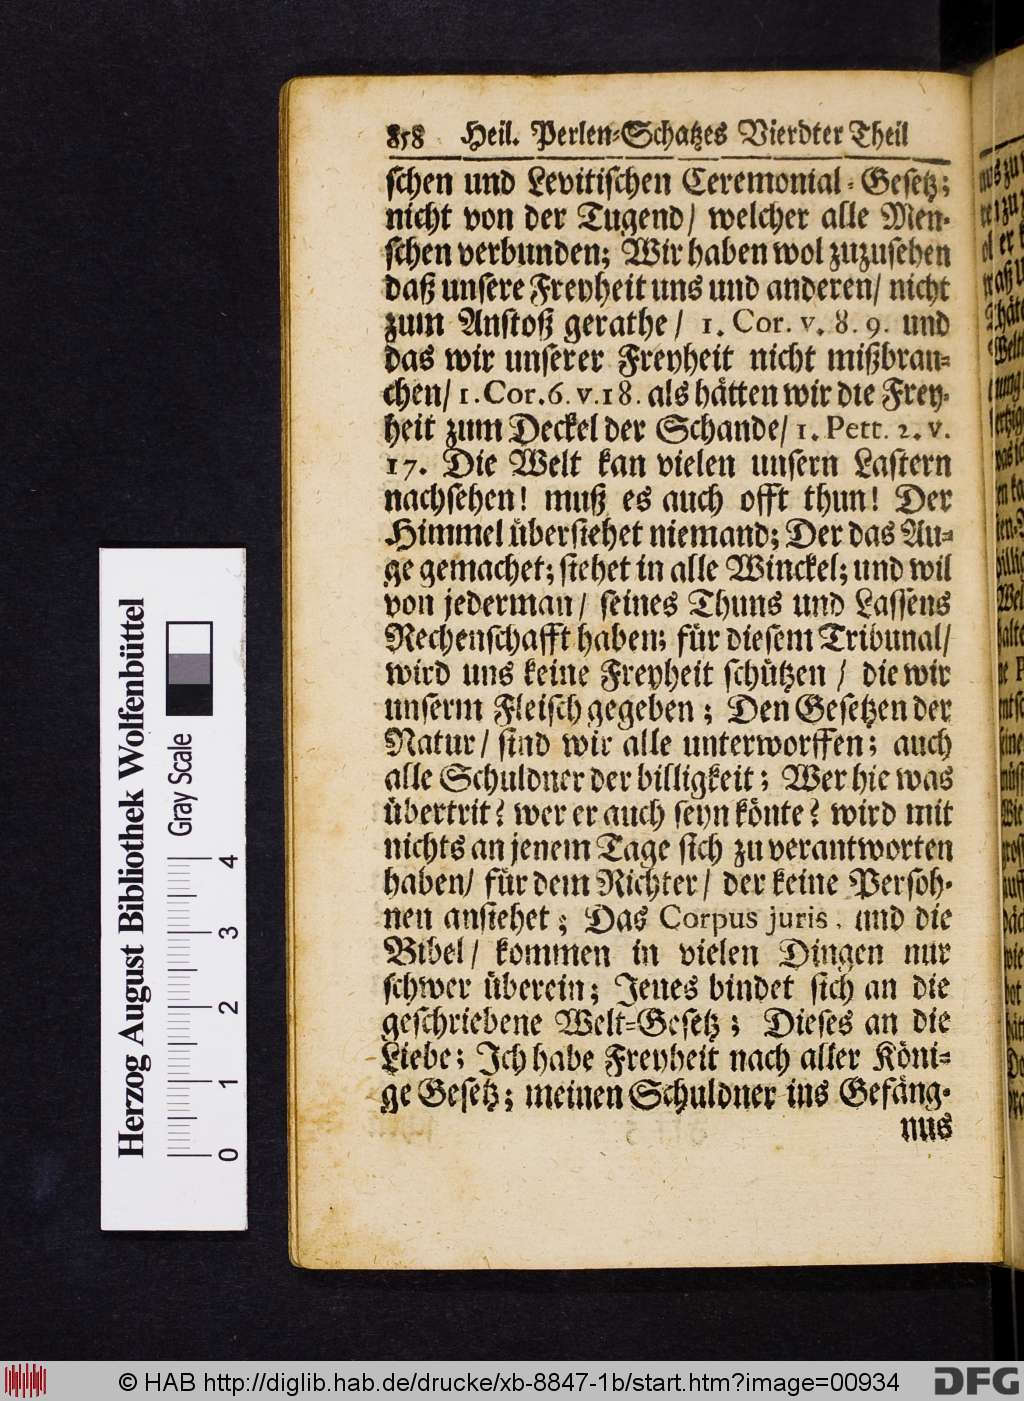 858 Heil. Perlen-Schatzes Vierdter Theil
schen und Levitischen Ceremonial-Gesetz;
nicht von der Tugend/ welcher alle Men-
schen verbunden; Wir haben wol zuzusehen
daß unsere Freyheit uns und anderen/ nicht
zum Anstoß gerathe/ 1. Cor. v. 8. 9. und
das wir unserer Freyheit nicht mißbrau-
chen/ 1. Cor. 6. v. 18. als hätten wir die Frey-
heit zum Deckel der Schande/ 1. Pett. 2. v.
17. Die Welt kan vielen unsern Lastern
nachsehen! muß es auch offt thun! Der
Himmel übersiehet niemand; Der das Au-
ge gemachet; siehet in alle Winckel; und wil
von jederman/ seines Thuns und Lassens
Rechenschafft haben; für diesem Tribunal/
wird uns keine Freyheit schützen / die wir
unserm Fleisch gegeben; Den Gesetzen der
Natur/ sind wir alle unterworffen; auch
alle Schuldner der billigkeit; Wer hie was
übertrit? wer er auch seyn könte? wird mit
nichts an jenem Tage sich zu verantworten
haben/ für dem Richter/ der keine Persoh-
nen ansiehet; Das Corpus juris. und die
Bibel/ kommen in vielen Dingen nur
schwer überein; Jenes bindet sich an die
geschriebene Welt-Gesetz; Dieses an die
Liebe; Ich habe Freyheit nach aller Köni-
ge Gesetz; meinen Schuldner ins Gefäng-
nus
Herzog August Bibliothek Wolfenbüttel
Gray Scale
0 1 2 3 4
© HAB http://diglib.hab.de/drucke/xb-8847-1b/start.htm?image=00934
DFG